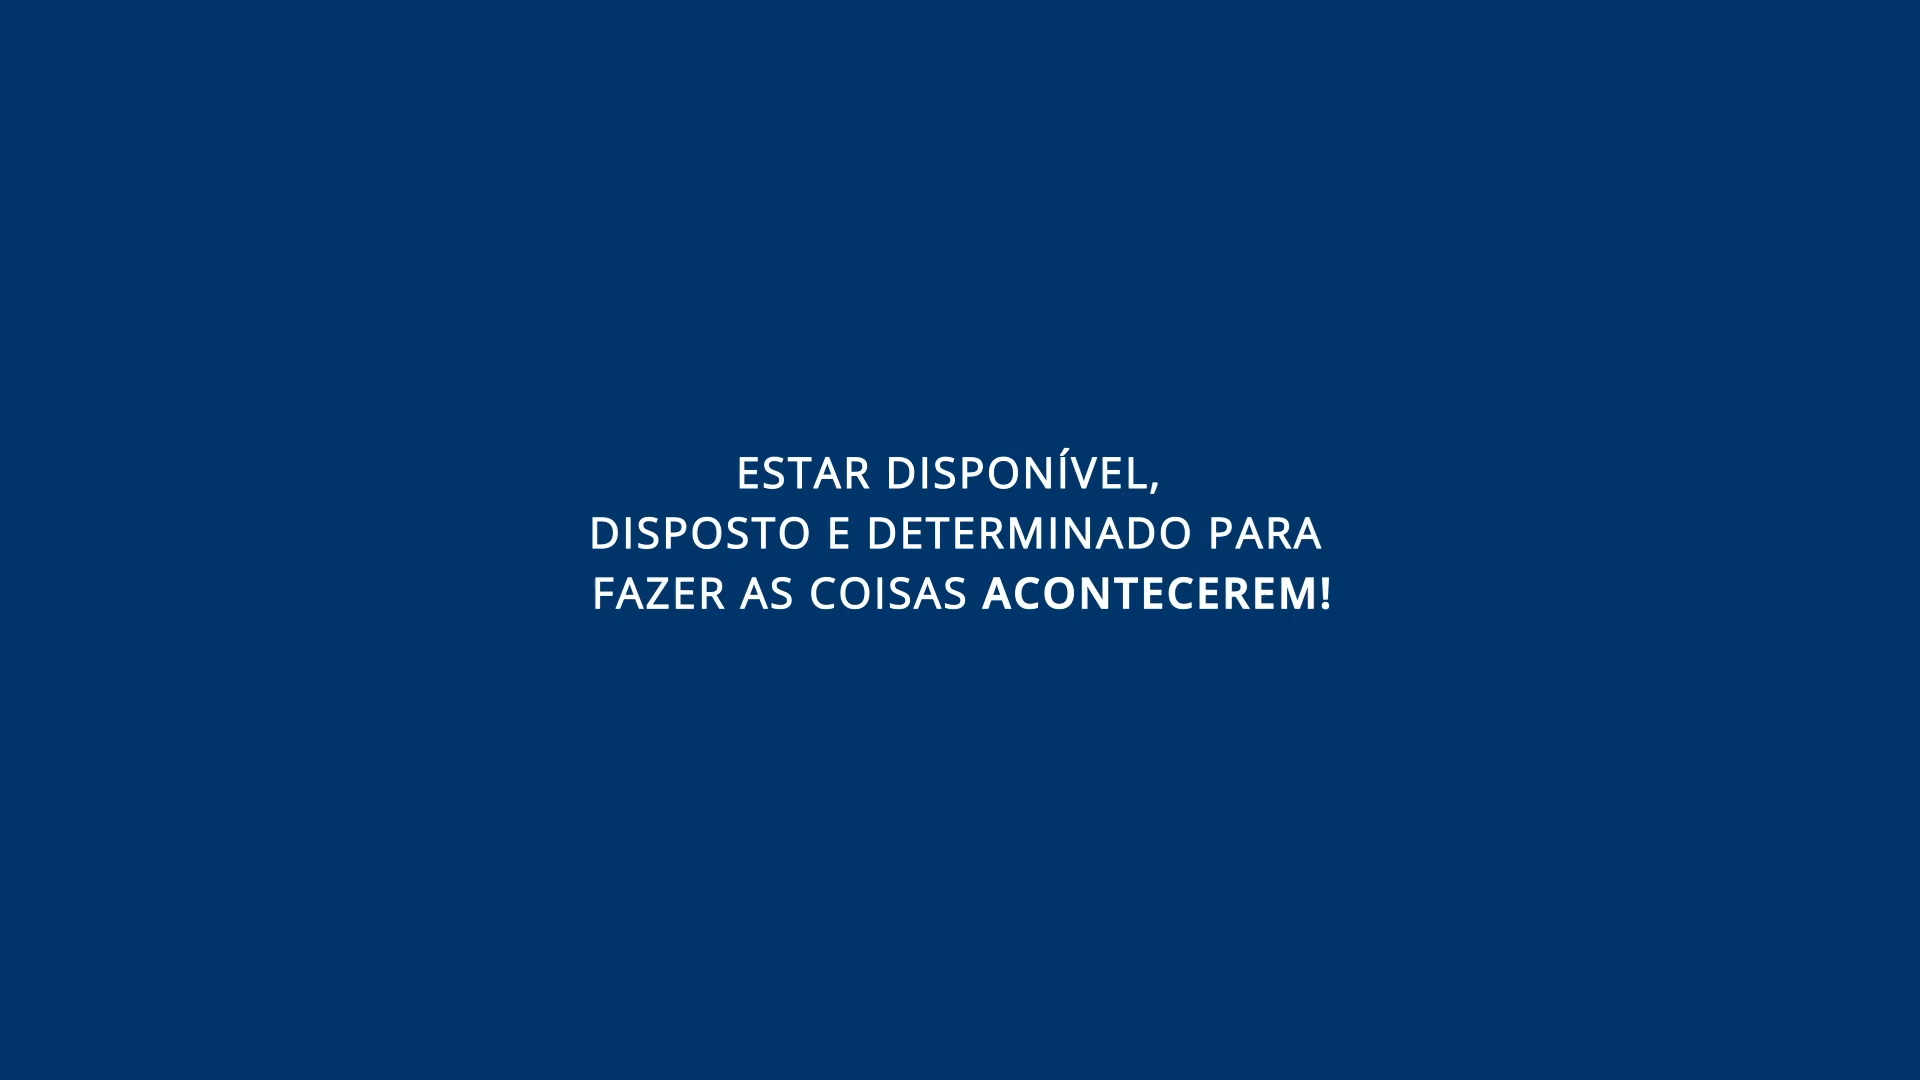 ESTAR DISPONÍVEL,
DISPOSTO E DETERMINADO PARA
FAZER AS COISAS ACONTECEREM!